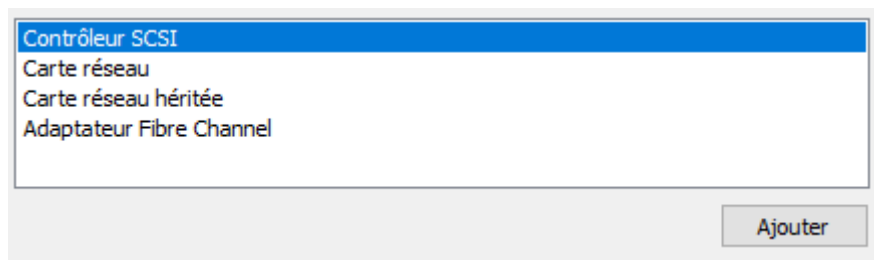 Contrôleur SCSI
Carte réseau
Carte réseau héritée
Adaptateur Fibre Channel
Ajouter